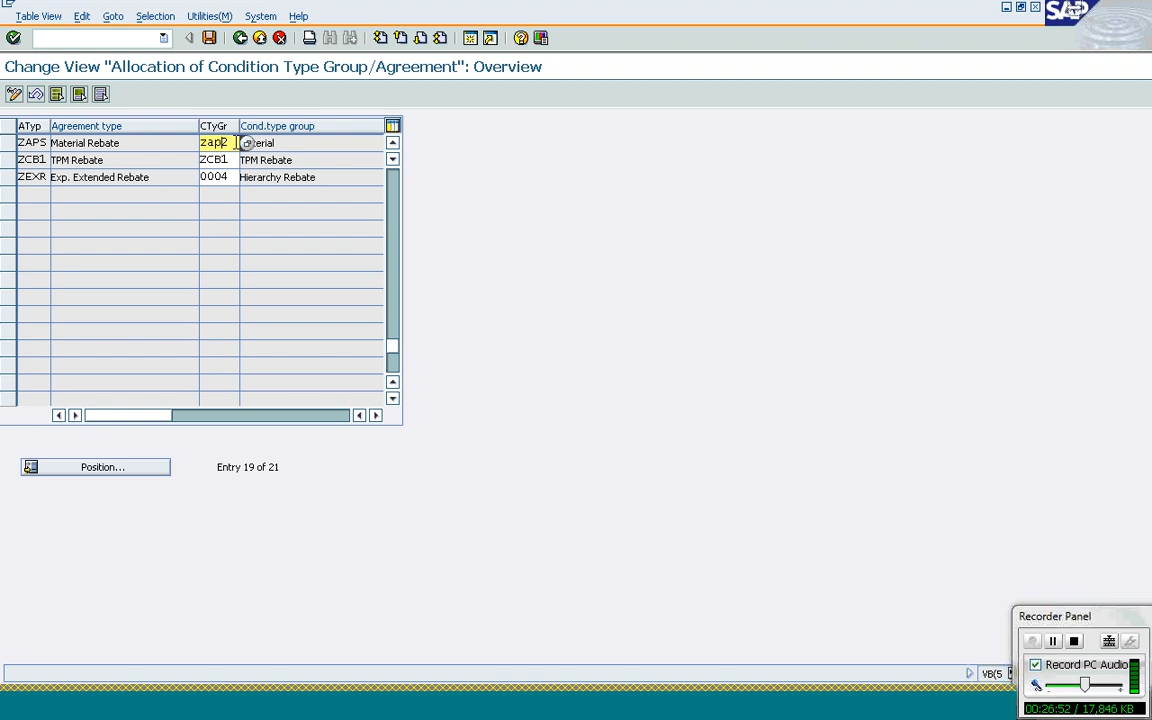 Table View Edit Goto Selection Utilities(M) System Help
SAP
Change View "Allocation of Condition Type Group/Agreement": Overview
ATyp Agreement type CTyGr Cond.type group
ZAPS Material Rebate zap2 terial
ZCB1 TPM Rebate ZCB1 TPM Rebate
ZEXR Exp. Extended Rebate 0004 Hierarchy Rebate
Position... Entry 19 of 21
Recorder Panel
Record PC Audio
VB(5
00:26:52 / 17,846 KB